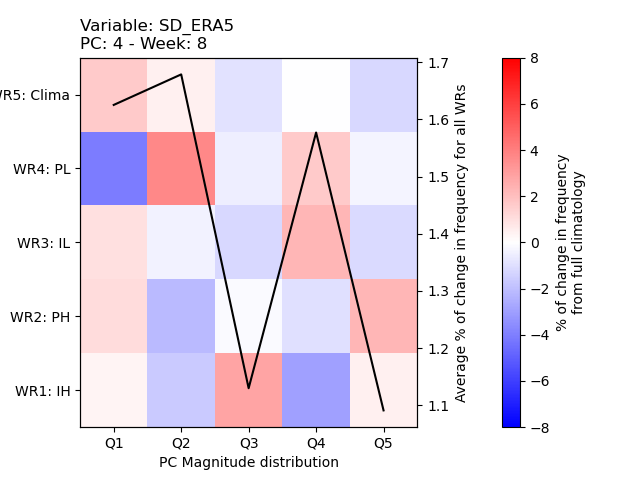 Variable: SD_ERA5
PC: 4 - Week: 8
WR5: Clima
WR4: PL
WR3: IL
WR2: PH
WR1: IH
Q1 Q2 Q3 Q4 Q5
PC Magnitude distribution
1.7
1.6
1.5
1.4
1.3
1.2
1.1
Average % of change in frequency for all WRs
8
6
4
2
0
−2
−4
−6
−8
% of change in frequency
from full climatology